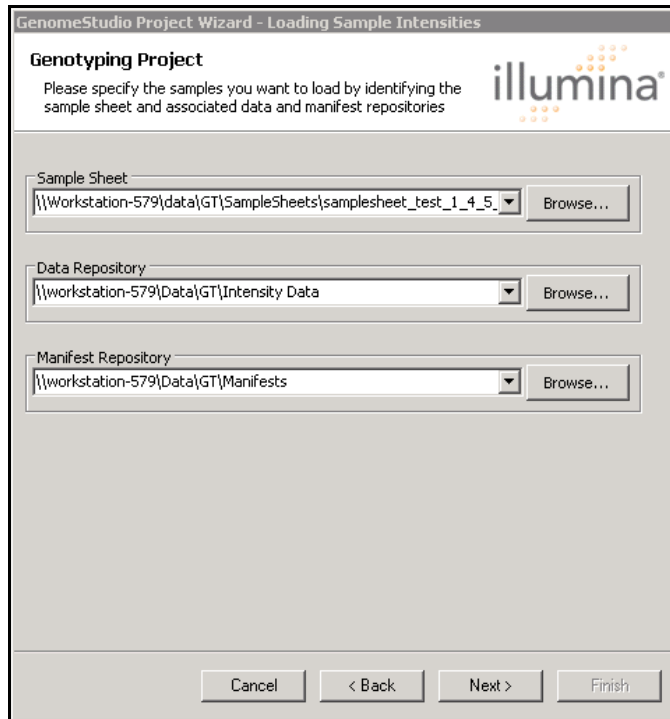 GenomeStudio Project Wizard - Loading Sample Intensities
Genotyping Project
Please specify the samples you want to load by identifying the
sample sheet and associated data and manifest repositories
illumina®
Sample Sheet
\\Workstation-579\data\GT\SampleSheets\samplesheet_test_1_4_5_
Browse...
Data Repository
\\workstation-579\Data\GT\Intensity Data
Browse...
Manifest Repository
\\workstation-579\Data\GT\Manifests
Browse...
Cancel
< Back
Next >
Finish